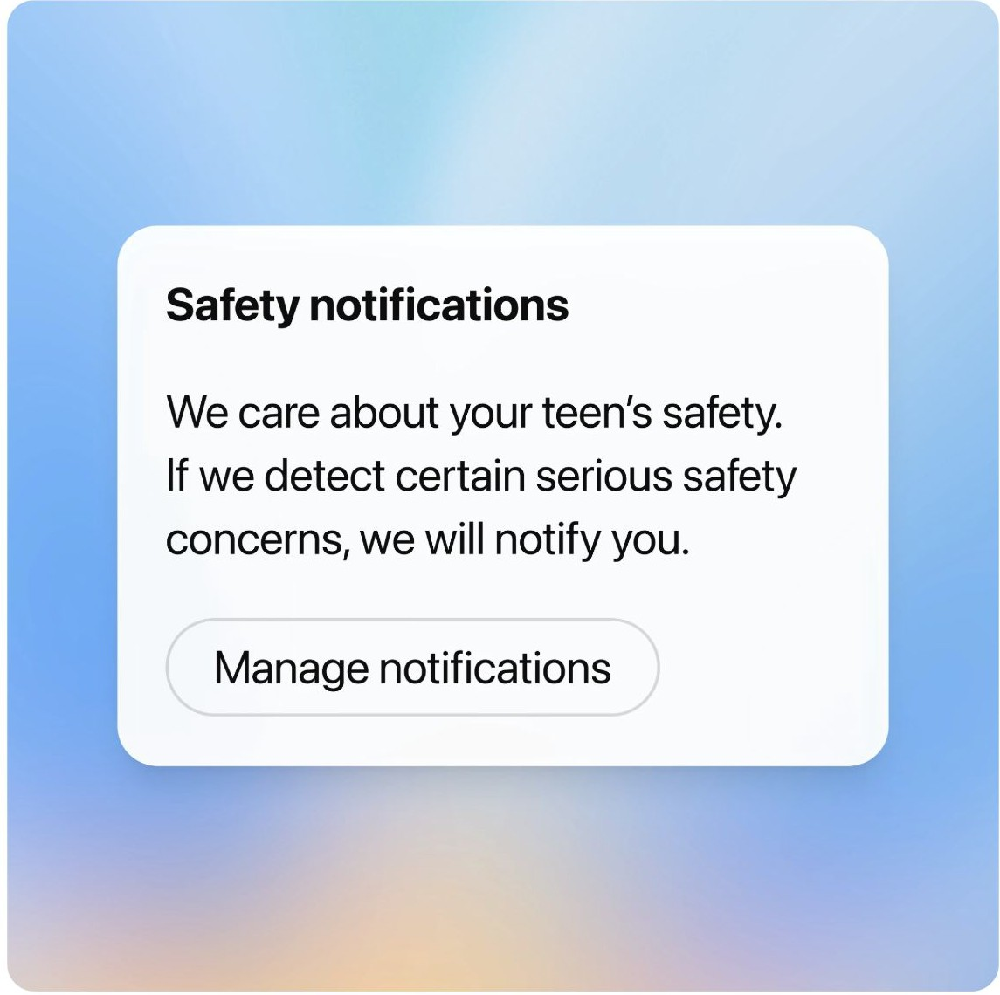 Safety notifications
We care about your teen’s safety.
If we detect certain serious safety
concerns, we will notify you.
Manage notifications